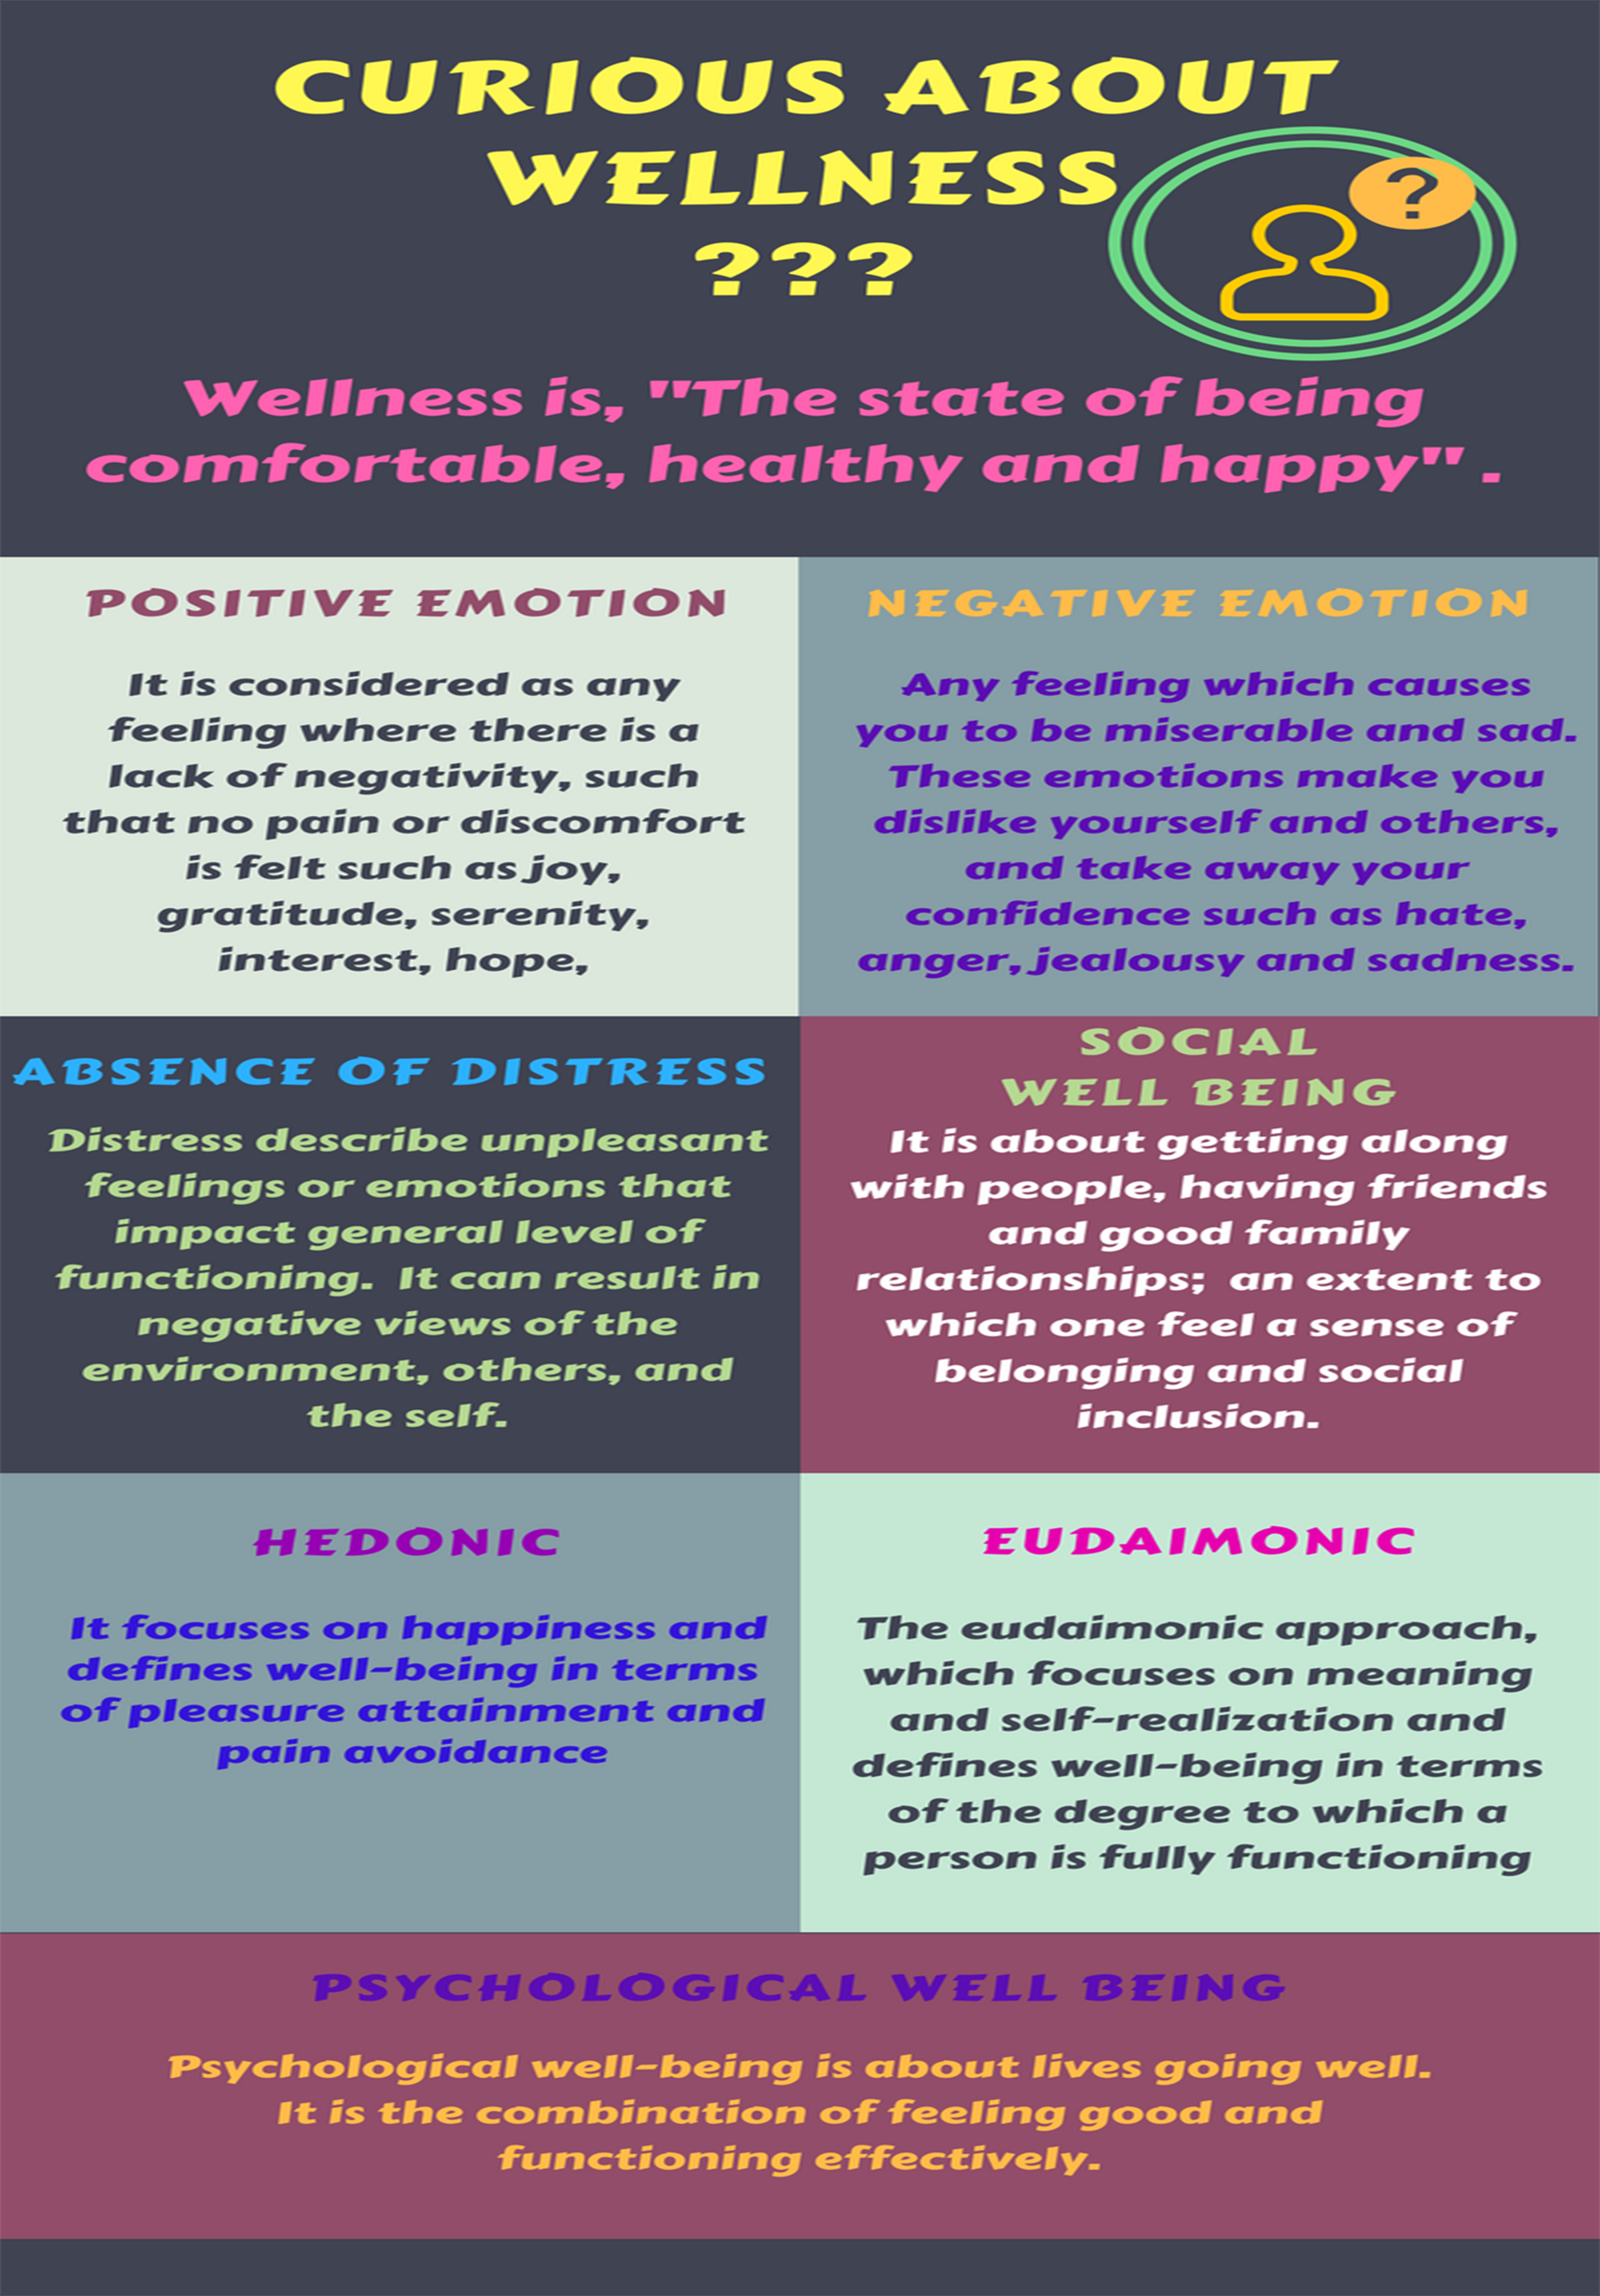 CURIOUS ABOUT
WELLNESS
???
?
Wellness is, "The state of being
comfortable, healthy and happy" .
POSITIVE EMOTION
It is considered as any
feeling where there is a
lack of negativity, such
that no pain or discomfort
is felt such as joy,
gratitude, serenity,
interest, hope,
NEGATIVE EMOTION
Any feeling which causes
you to be miserable and sad.
These emotions make you
dislike yourself and others,
and take away your
confidence such as hate,
anger, jealousy and sadness.
ABSENCE OF DISTRESS
Distress describe unpleasant
feelings or emotions that
impact general level of
functioning.  It can result in
negative views of the
environment, others, and
the self.
SOCIAL
WELL BEING
It is about getting along
with people, having friends
and good family
relationships;  an extent to
which one feel a sense of
belonging and social
inclusion.
HEDONIC
It focuses on happiness and
defines well-being in terms
of pleasure attainment and
pain avoidance
EUDAIMONIC
The eudaimonic approach,
which focuses on meaning
and self-realization and
defines well-being in terms
of the degree to which a
person is fully functioning
PSYCHOLOGICAL WELL BEING
Psychological well-being is about lives going well.
It is the combination of feeling good and
functioning effectively.